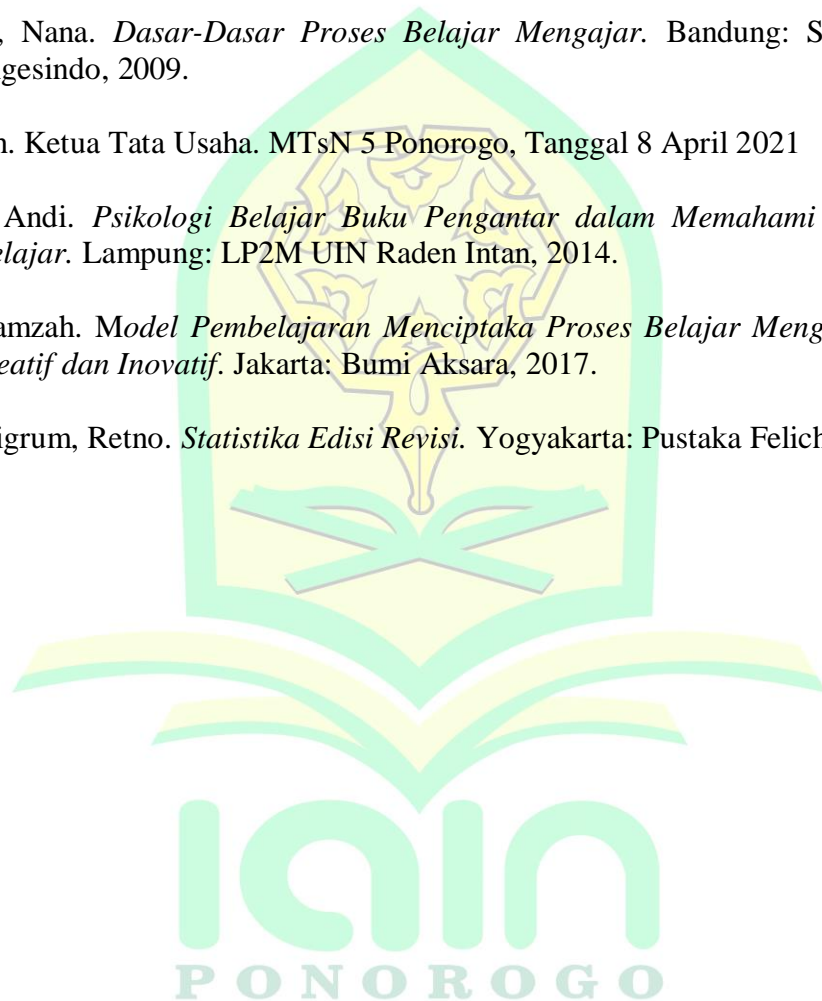 , Nana. Dasar-Dasar Proses Belajar Mengajar. Bandung: S
gesindo, 2009.
n. Ketua Tata Usaha. MTsN 5 Ponorogo, Tanggal 8 April 2021
Andi. Psikologi Belajar Buku Pengantar dalam Memahami
elajar. Lampung: LP2M UIN Raden Intan, 2014.
amzah. Model Pembelajaran Menciptaka Proses Belajar Meng
eatif dan Inovatif. Jakarta: Bumi Aksara, 2017.
igrum, Retno. Statistika Edisi Revisi. Yogyakarta: Pustaka Felich
iain
PONOROGO